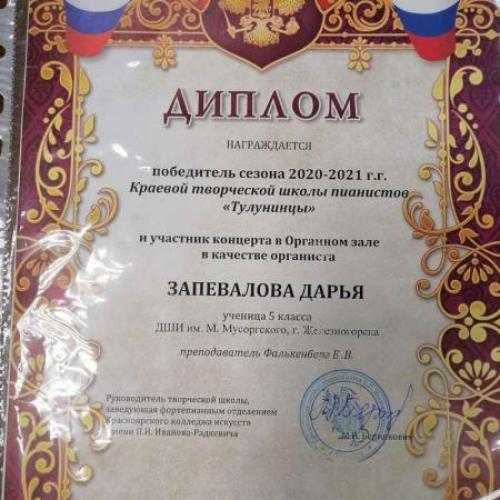 ДИПЛОМ
НАГРАЖДАЕТСЯ
победитель сезона 2020-2021 г.г.
Краевой творческой школы пианистов
«Тулунинцы»
и участник концерта в Органном зале
в качестве органиста
ЗАПЕВАЛОВА ДАРЬЯ
ученица 5 класса
ДШИ им. М. Мусоргского, г. Железногорска
преподаватель Фалькенберг Е.В.
Руководитель творческой школы,
заведующая фортепианным отделением
Красноярского колледжа искусств
имени П.И. Иванова-Радкевича
М.И. Бернякович